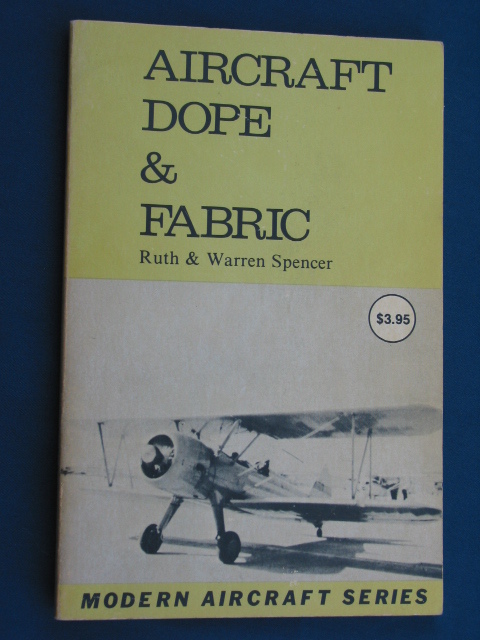 AIRCRAFT
DOPE
&
FABRIC
Ruth & Warren Spencer
$3.95
MODERN AIRCRAFT SERIES